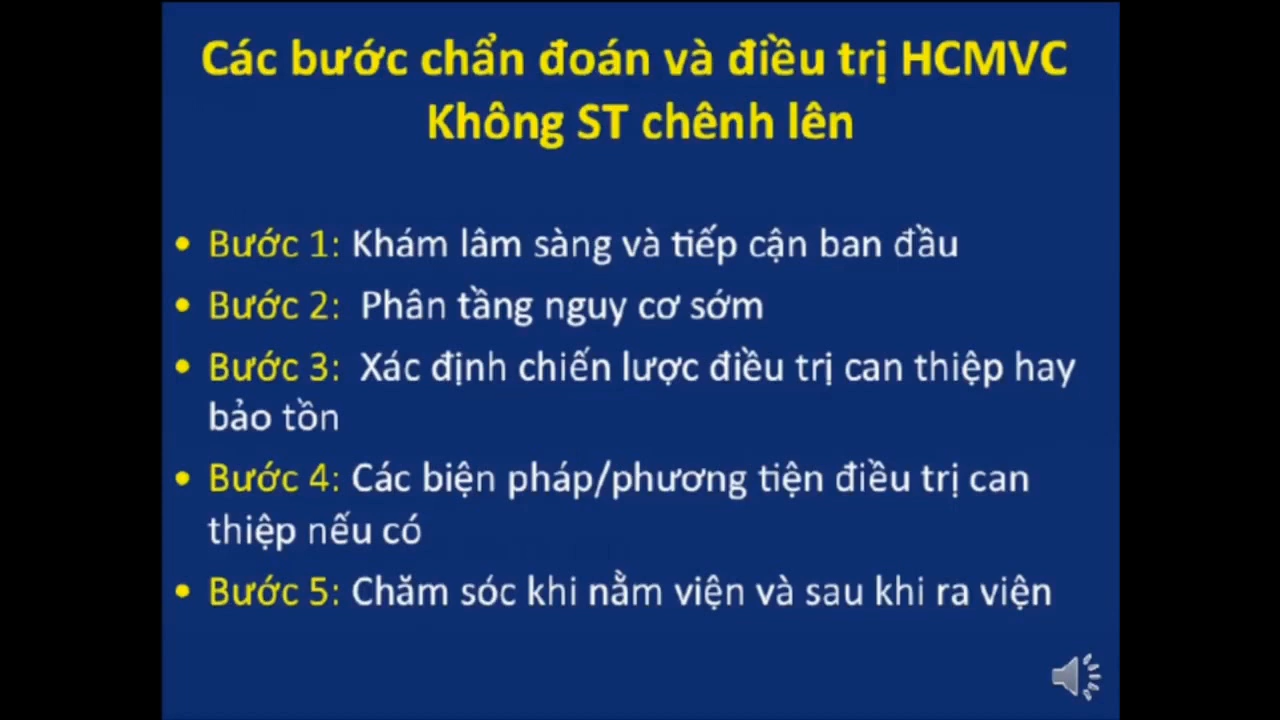 Các bước chẩn đoán và điều trị HCMVC
Không ST chênh lên
• Bước 1: Khám lâm sàng và tiếp cận ban đầu
• Bước 2: Phân tầng nguy cơ sớm
• Bước 3: Xác định chiến lược điều trị can thiệp hay
bảo tồn
• Bước 4: Các biện pháp/phương tiện điều trị can
thiệp nếu có
• Bước 5: Chăm sóc khi nằm viện và sau khi ra viện